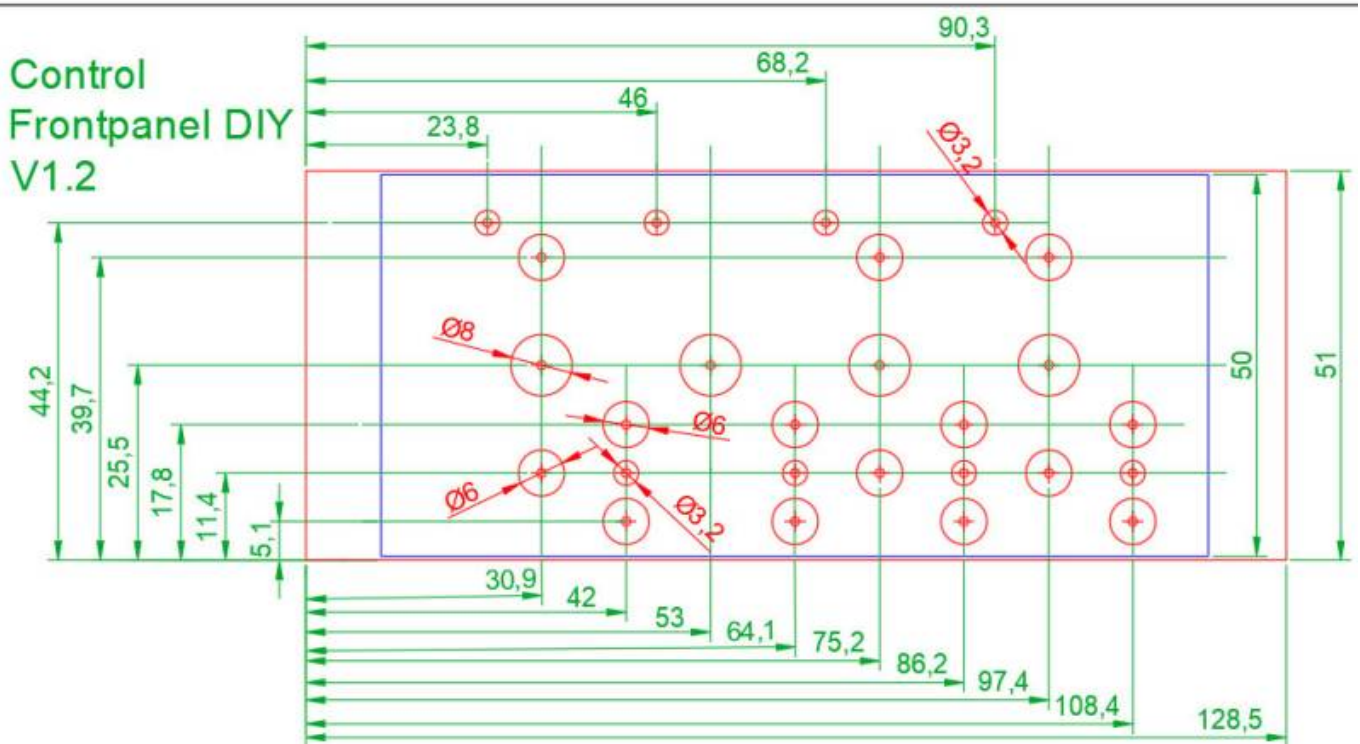 Control
Frontpanel DIY
V1.2
90,3
68,2
46
23,8
Ø3,2
44,2
39,7
25,5
17,8
11,4
5,1
Ø8
Ø6
Ø6
Ø3,2
50
51
30,9
42
53
64,1
75,2
86,2
97,4
108,4
128,5